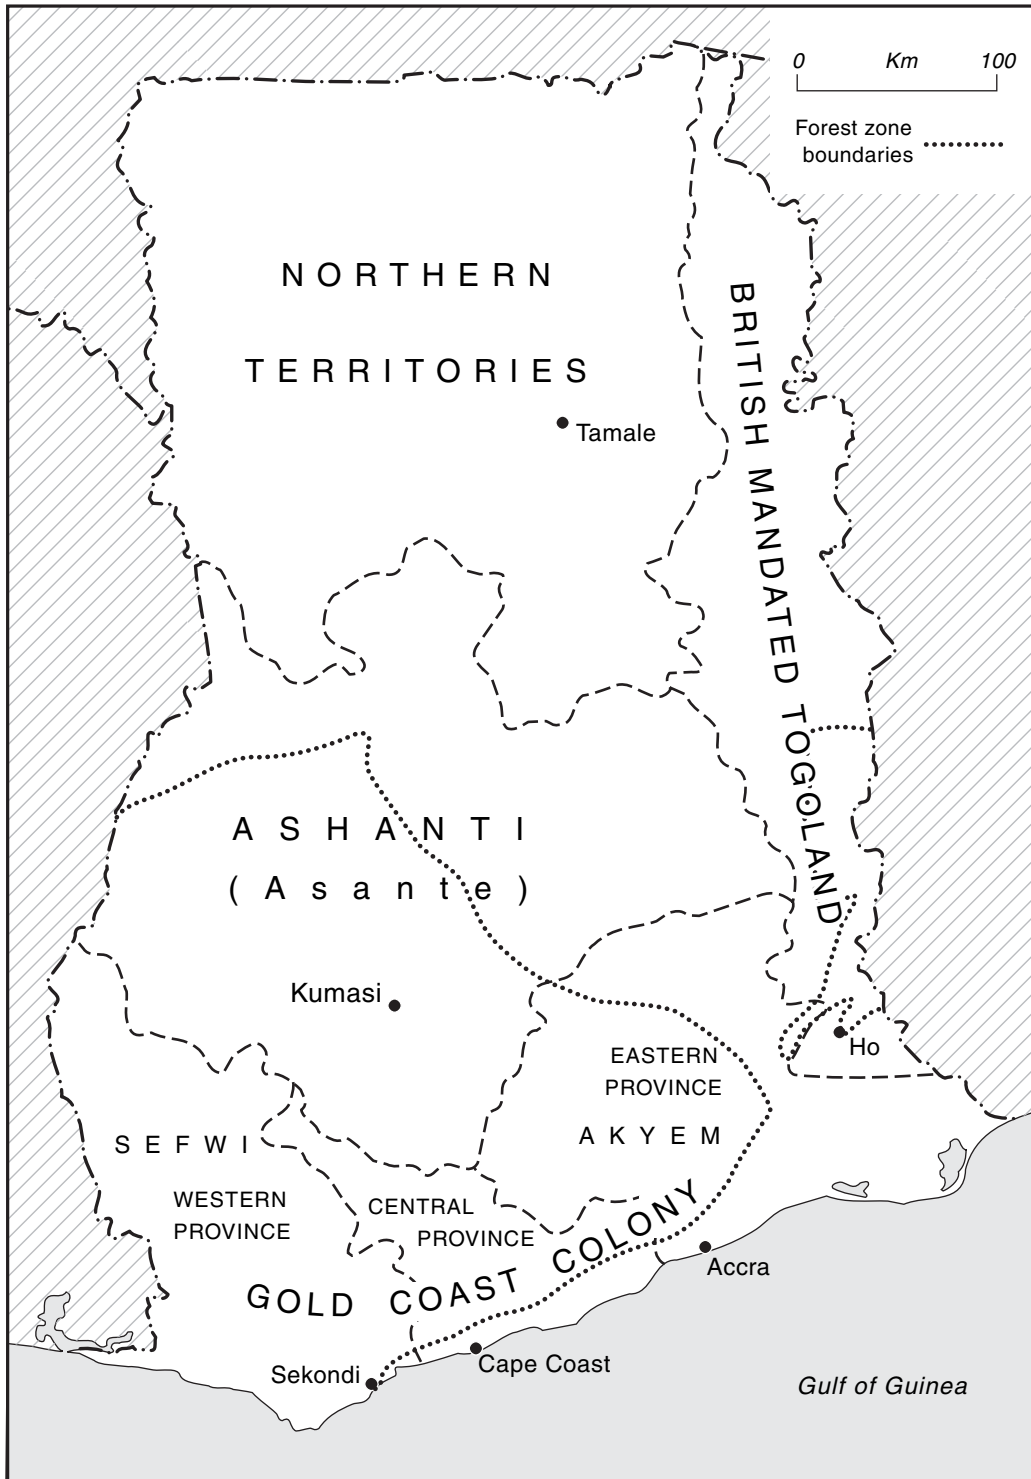 0 Km 100
Forest zone
boundaries
NORTHERN
TERRITORIES
Tamale
BRITISH MANDATED TOGOLAND
ASHANTI
(Asante)
Kumasi
Ho
EASTERN
PROVINCE
AKYEM
SEFWI
WESTERN
PROVINCE
CENTRAL
PROVINCE
GOLD COAST COLONY
Accra
Cape Coast
Sekondi
Gulf of Guinea